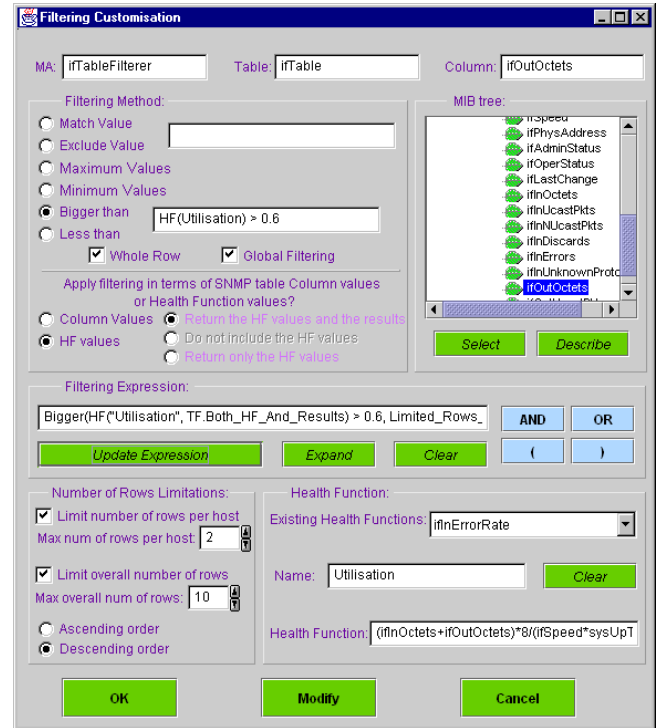 Filtering Customisation
MA: ifTableFilterer Table: ifTable Column: ifOutOctets
Filtering Method:
Match Value
Exclude Value
Maximum Values
Minimum Values
Bigger than HF(Utilisation) > 0.6
Less than
Whole Row Global Filtering
Apply filtering in terms of SNMP table Column values
or Health Function values?
Column Values Return the HF values and the results
HF values Do not include the HF values
Return only the HF values
MIB tree:
ifSpeed
ifPhysAddress
ifAdminStatus
ifOperStatus
ifLastChange
ifInOctets
ifInUcastPkts
ifInNUcastPkts
ifInDiscards
ifInErrors
ifInUnknownProto
ifOutOctets
Select Describe
Filtering Expression:
Bigger(HF("Utilisation", TF.Both_HF_And_Results) > 0.6, Limited_Rows_
AND OR
Update Expression Expand Clear ( )
Number of Rows Limitations:
Limit number of rows per host
Max num of rows per host: 2
Limit overall number of rows
Max overall num of rows: 10
Ascending order
Descending order
Health Function:
Existing Health Functions: ifInErrorRate
Name: Utilisation Clear
Health Function: (ifInOctets+ifOutOctets)*8/(ifSpeed*sysUpT
OK Modify Cancel